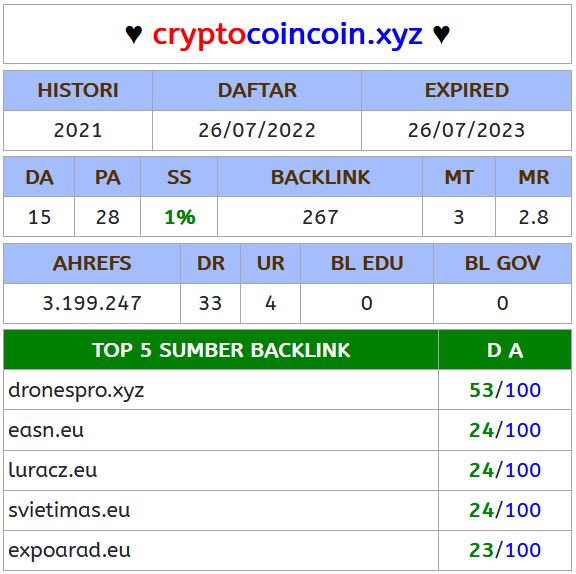 ♥ cryptocoincoin.xyz ♥
HISTORI DAFTAR EXPIRED
2021 26/07/2022 26/07/2023
DA PA SS BACKLINK MT MR
15 28 1% 267 3 2.8
AHREFS DR UR BL EDU BL GOV
3.199.247 33 4 0 0
TOP 5 SUMBER BACKLINK D A
dronespro.xyz 53/100
easn.eu 24/100
luracz.eu 24/100
svietimas.eu 24/100
expoarad.eu 23/100